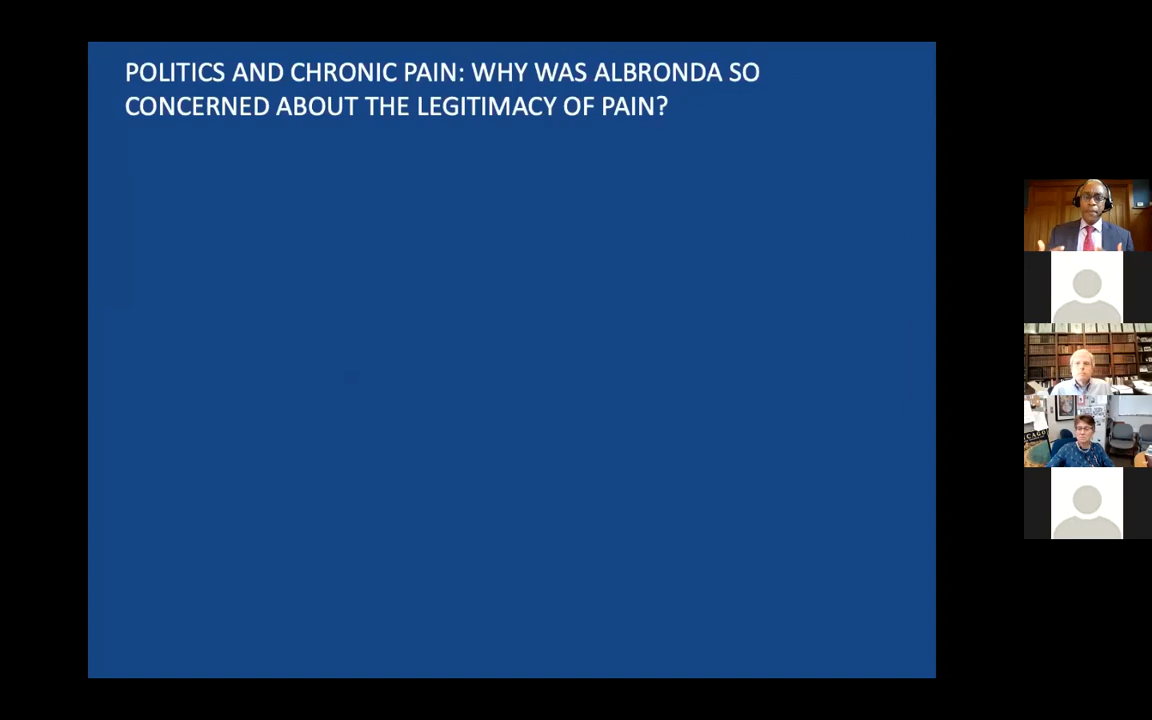 POLITICS AND CHRONIC PAIN: WHY WAS ALBRONDA SO
CONCERNED ABOUT THE LEGITIMACY OF PAIN?